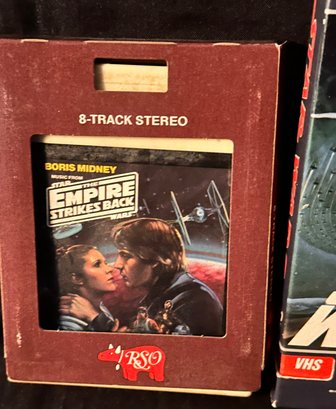 8-TRACK STEREO
BORIS MIDNEY
MUSIC FROM
STAR THE
EMPIRE
STRIKES BACK
WARS
RSO
VHS